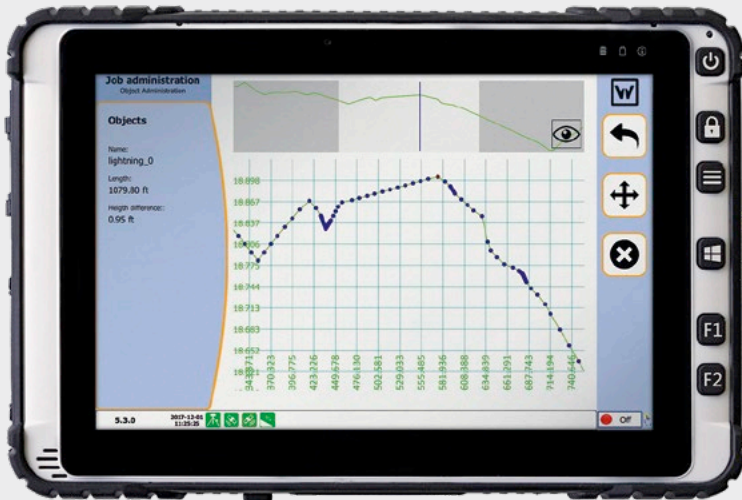 Job administration
Object Administration
Objects
Name:
lightning_0
Length:
1079.80 ft
Heigth difference::
0.95 ft
18.898
18.867
18.837
18.806
18.775
18.744
18.713
18.683
18.652
370.323
396.775
423.226
449.678
476.130
502.581
529.033
555.485
581.936
608.388
634.839
661.291
687.743
714.194
740.646
5.3.0
2017-12-01
11:25:25
Off
W
F1
F2